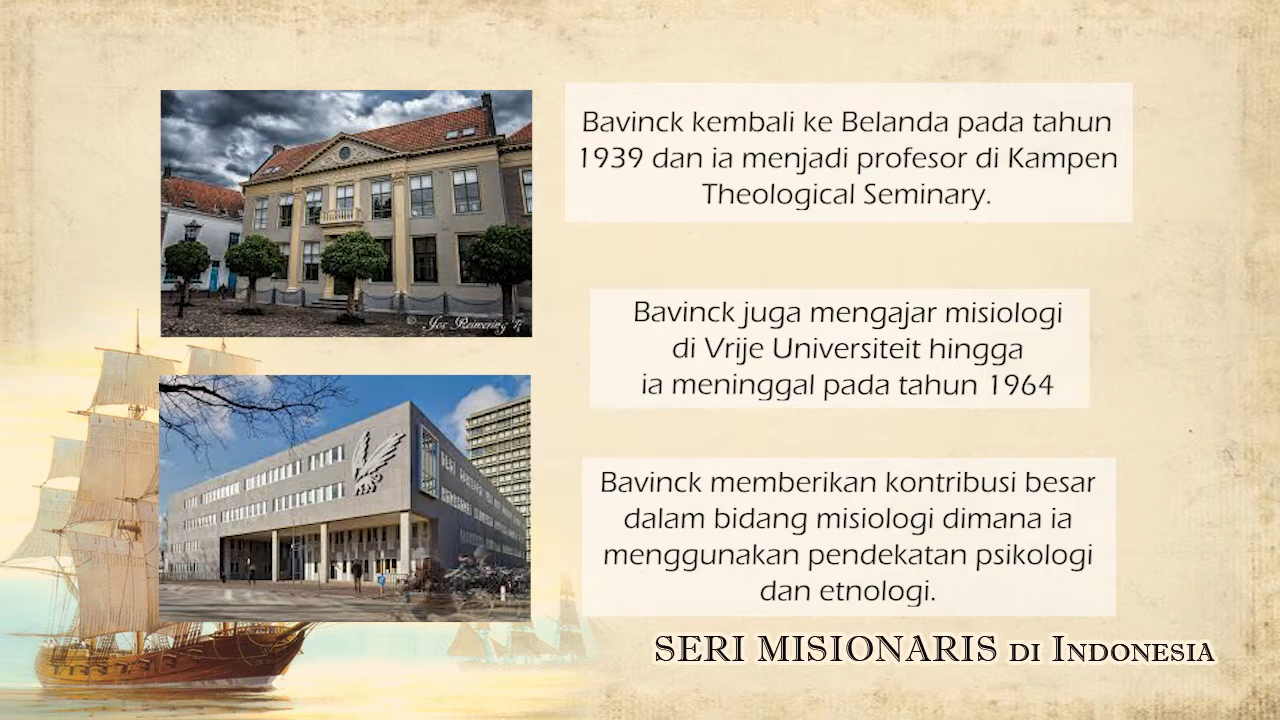 Bavinck kembali ke Belanda pada tahun
1939 dan ia menjadi profesor di Kampen
Theological Seminary.
Bavinck juga mengajar misiologi
di Vrije Universiteit hingga
ia meninggal pada tahun 1964
Bavinck memberikan kontribusi besar
dalam bidang misiologi dimana ia
menggunakan pendekatan psikologi
dan etnologi.
SERI MISIONARIS DI INDONESIA